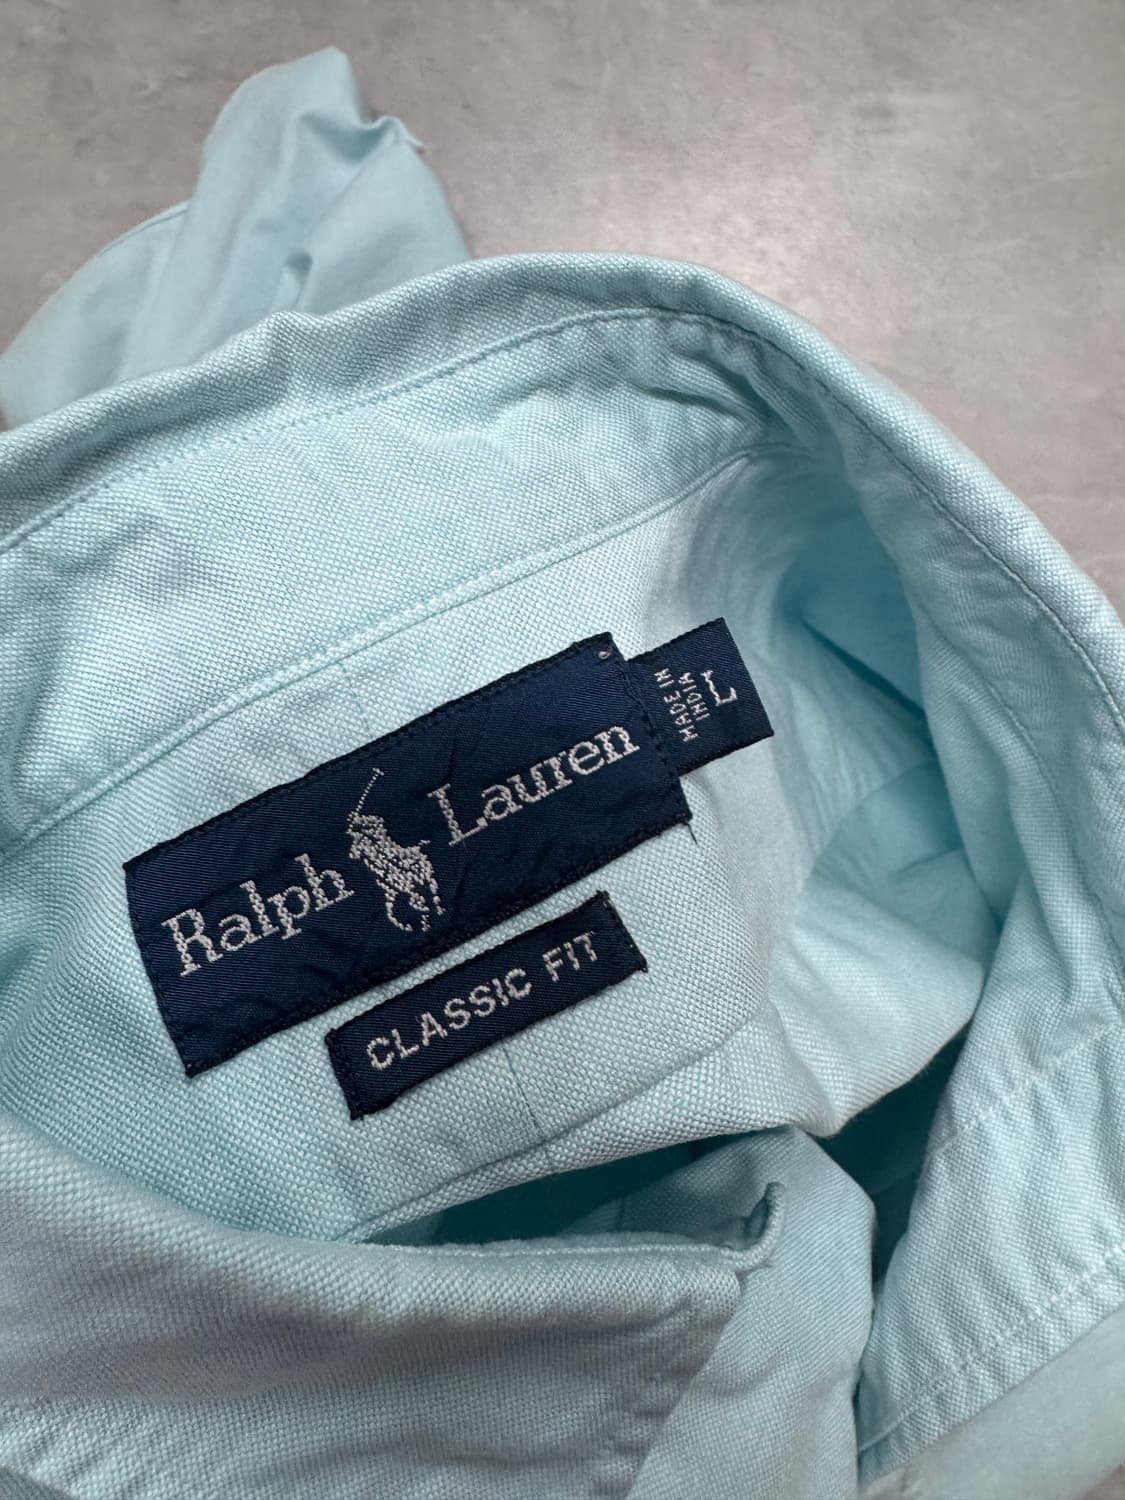 Ralph Lauren
MADE IN
INDIA
L
CLASSIC FIT